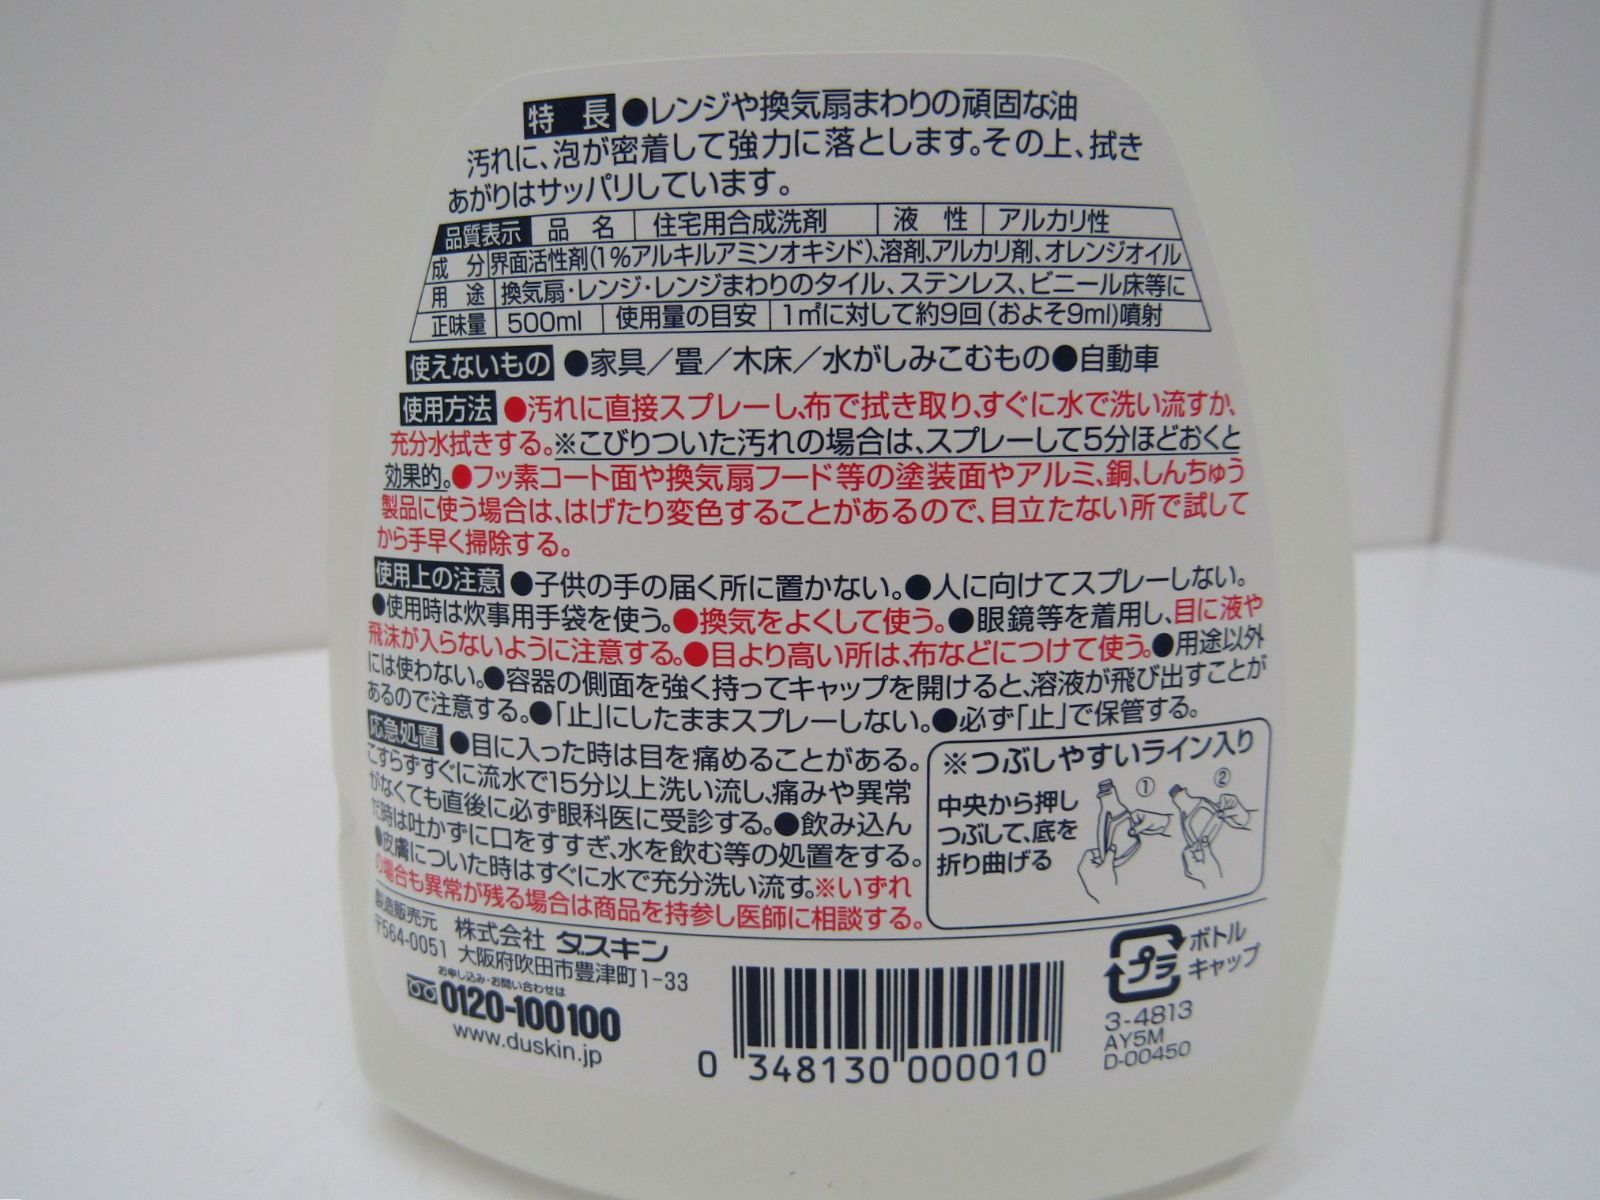 特 長 ●レンジや換気扇まわりの頑固な油
汚れに、泡が密着して強力に落とします。その上、拭き
あがりはサッパリしています。
品質表示 品 名 住宅用合成洗剤 液 性 アルカリ性
成 分 界面活性剤(1%アルキルアミンオキシド)、溶剤、アルカリ剤、オレンジオイル
用 途 換気扇・レンジ・レンジまわりのタイル、ステンレス、ビニール床等に
正味量 500ml 使用量の目安 1㎡に対して約9回(およそ9ml)噴射
使えないもの ●家具/畳/木床/水がしみこむもの●自動車
使用方法 ●汚れに直接スプレーし、布で拭き取り、すぐに水で洗い流すか、
充分水拭きする。※こびりついた汚れの場合は、スプレーして5分ほどおくと
効果的。●フッ素コート面や換気扇フード等の塗装面やアルミ、銅、しんちゅう
製品に使う場合は、はげたり変色することがあるので、目立たない所で試して
から手早く掃除する。
使用上の注意 ●子供の手の届く所に置かない。●人に向けてスプレーしない。
●使用時は炊事用手袋を使う。●換気をよくして使う。●眼鏡等を着用し、目に液や
飛沫が入らないように注意する。●目より高い所は、布などにつけて使う。●用途以外
には使わない。●容器の側面を強く持ってキャップを開けると、溶液が飛び出すことが
あるので注意する。●「止」にしたままスプレーしない。●必ず「止」で保管する。
応急処置 ●目に入った時は目を痛めることがある。
こすらずすぐに流水で15分以上洗い流し、痛みや異常
がなくても直後に必ず眼科医に受診する。●飲み込ん
だ時は吐かずに口をすすぎ、水を飲む等の処置をする。
●皮膚についた時はすぐに水で充分洗い流す。※いずれ
の場合も異常が残る場合は商品を持参し医師に相談する。
※つぶしやすいライン入り
中央から押し
つぶして、底を
折り曲げる
① ②
製造販売元 株式会社 ダスキン
〒564-0051 大阪府吹田市豊津町1-33
お申し込み・お問い合わせは
0120-100100
www.duskin.jp
0 348130 000010
プラ ボトル
キャップ
3-4813
AY5M
D-00450